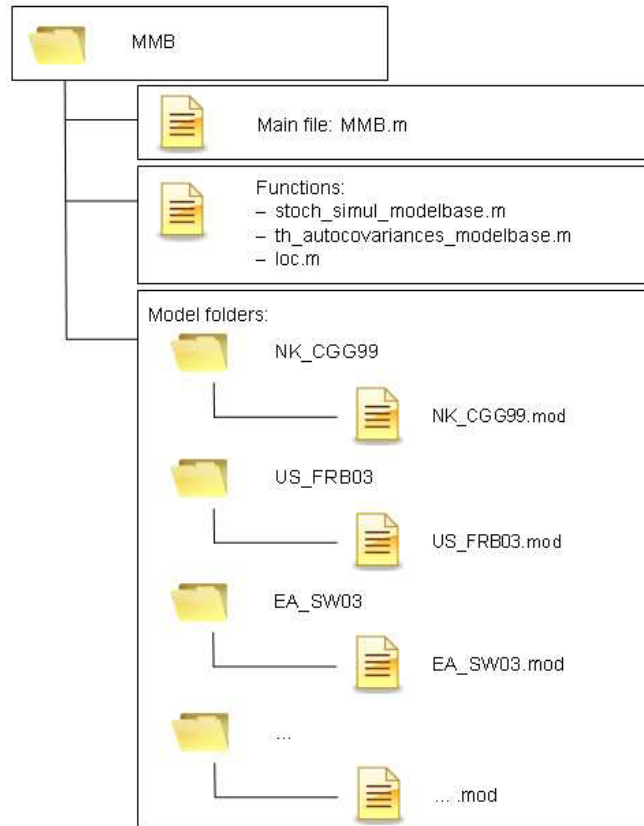 MMB
Main file: MMB.m
Functions:
– stoch_simul_modelbase.m
– th_autocovariances_modelbase.m
– loc.m
Model folders:
NK_CGG99
NK_CGG99.mod
US_FRB03
US_FRB03.mod
EA_SW03
EA_SW03.mod
...
... .mod